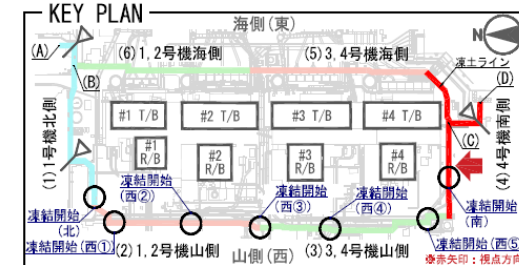 KEY PLAN
海側(東)
N
(A)
(6)1,2号機海側
(5)3,4号機海側
凍土ライン
(B)
(D)
#1 T/B
#2 T/B
#3 T/B
#4 T/B
(C)
(1)1号機北側
#1
R/B
#2
R/B
#3
R/B
#4
R/B
(4)4号機南側
凍結開始
(西②)
凍結開始
(西③)
凍結開始
(西④)
凍結開始
(北)
凍結開始
(南)
凍結開始(西①)
(2)1,2号機山側
(3)3,4号機山側
凍結開始(西⑤)
山側(西)
※赤矢印:視点方向